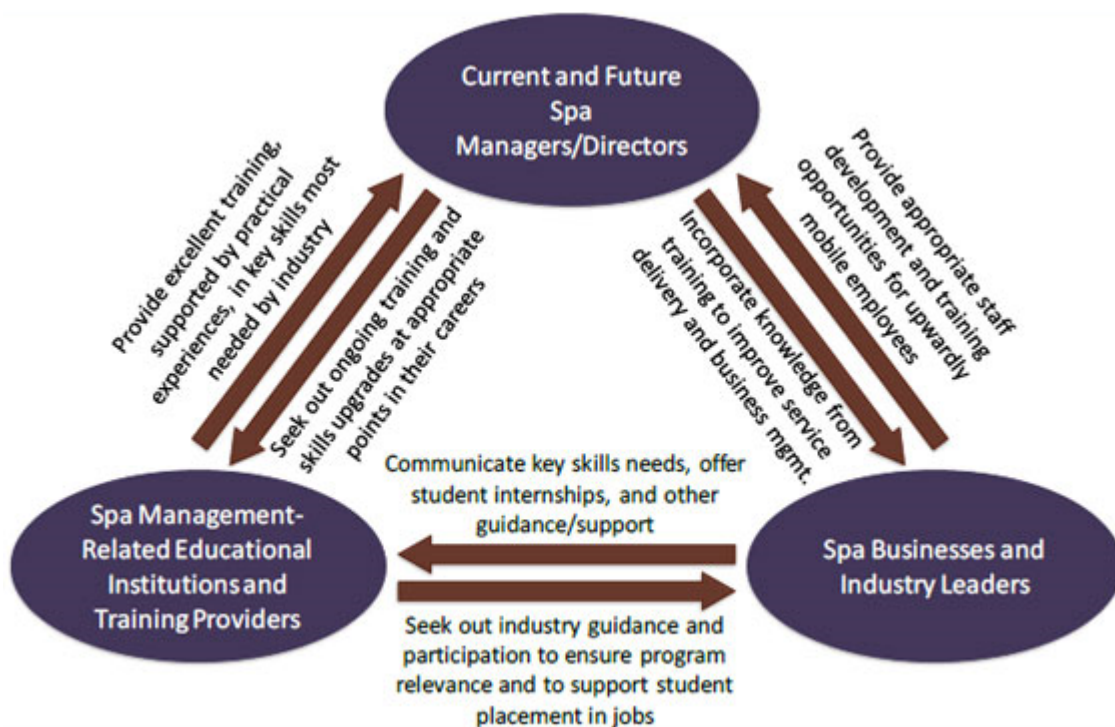 Current and Future
Spa
Managers/Directors
Provide excellent training,
supported by practical
experiences, in key skills most
needed by industry
Seek out ongoing training and
skills upgrades at appropriate
points in their careers
Incorporate knowledge from
training to improve service
delivery and business mgmt.
Provide appropriate staff
development and training
opportunities for upwardly
mobile employees
Communicate key skills needs, offer
student internships, and other
guidance/support
Spa Management-
Related Educational
Institutions and
Training Providers
Spa Businesses and
Industry Leaders
Seek out industry guidance and
participation to ensure program
relevance and to support student
placement in jobs